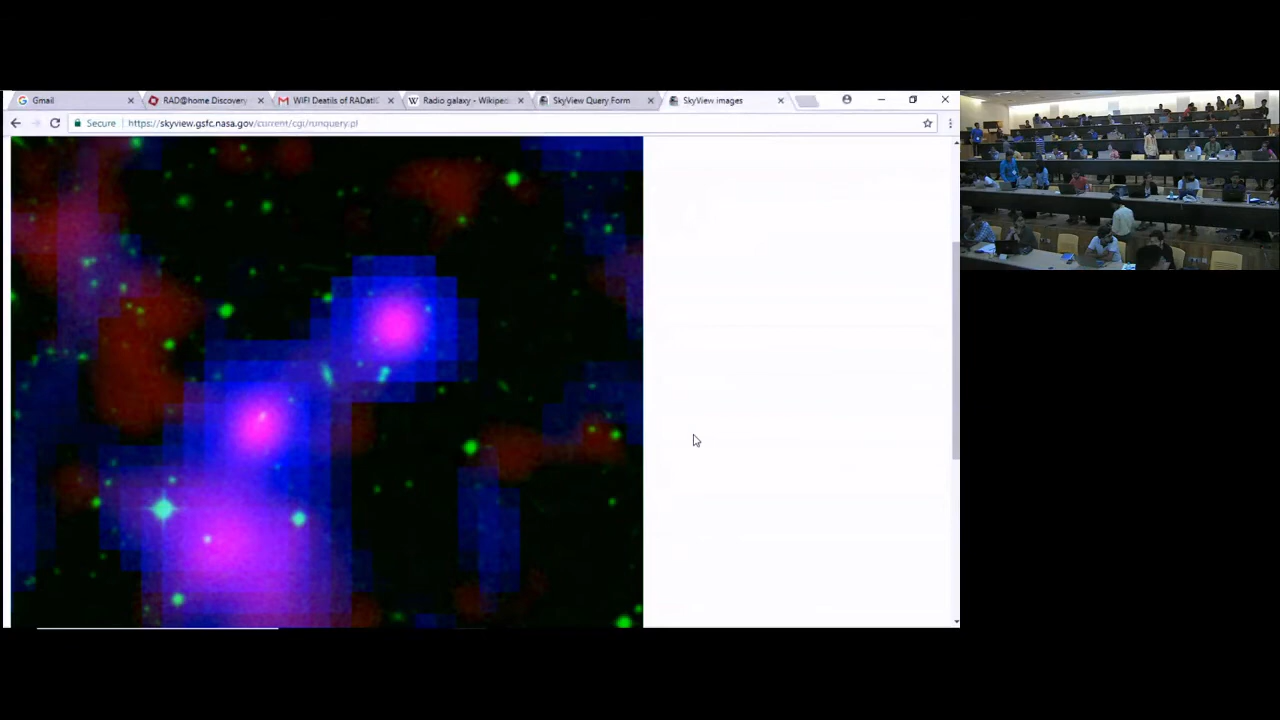 Gmail
RAD@home Discovery
WIFI Deatils of RADatIC
Radio galaxy - Wikiped
SkyView Query Form
SkyView images
Secure
https://skyview.gsfc.nasa.gov/current/cgi/runquery.pl